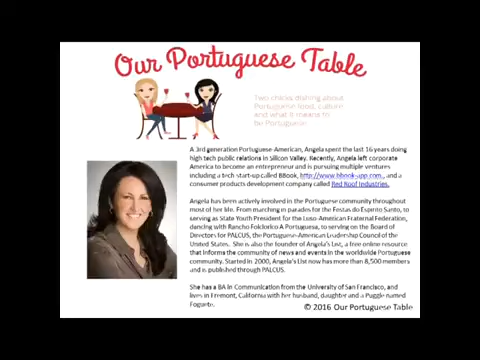 Our Portuguese Table
Two chicks dishing about
Portuguese food, culture
and what it means to
be Portuguese
A 3rd generation Portuguese-American, Angela spent the last 16 years doing
high tech public relations in Silicon Valley. Recently, Angela left corporate
America to become an entrepreneur and is pursuing multiple ventures
including a tech start-up called BBook, http://www.bbook-app.com , and a
consumer products development company called Red Roof Industries.
Angela has been actively involved in the Portuguese community throughout
most of her life. From marching in parades for the Festas do Espirito Santo, to
serving as State Youth President for the Luso-American Fraternal Federation,
dancing with Rancho Folclorico A Portuguesa, to serving on the Board of
Directors for PALCUS, the Portuguese-American Leadership Council of the
United States. She is also the founder of Angela's List, a free online resource
that informs the community of news and events in the worldwide Portuguese
community. Started in 2000, Angela's List now has more than 8,500 members
and is published through PALCUS.
She has a BA in Communication from the University of San Francisco, and
lives in Fremont, California with her husband, daughter and a Puggle named
Foguete.
© 2016 Our Portuguese Table